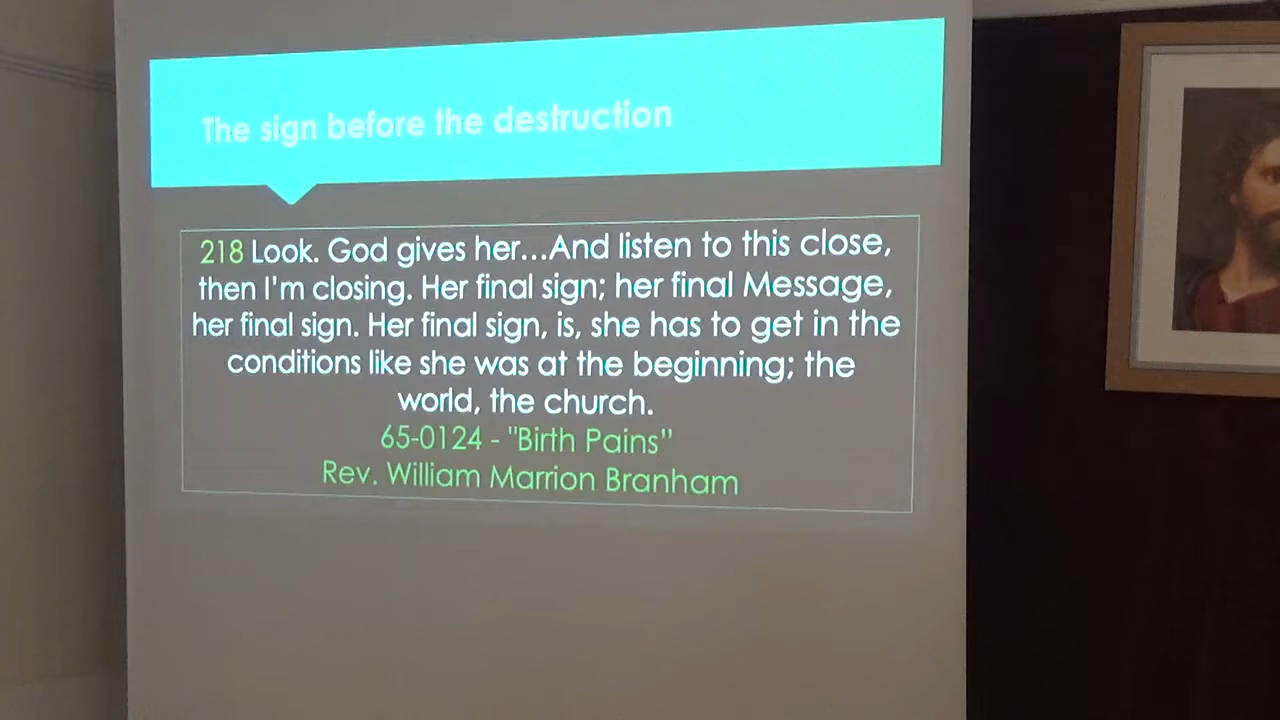 The sign before the destruction
218 Look. God gives her...And listen to this close,
then I'm closing. Her final sign; her final Message,
her final sign. Her final sign, is, she has to get in the
conditions like she was at the beginning; the
world, the church.
65-0124 - "Birth Pains"
Rev. William Marrion Branham